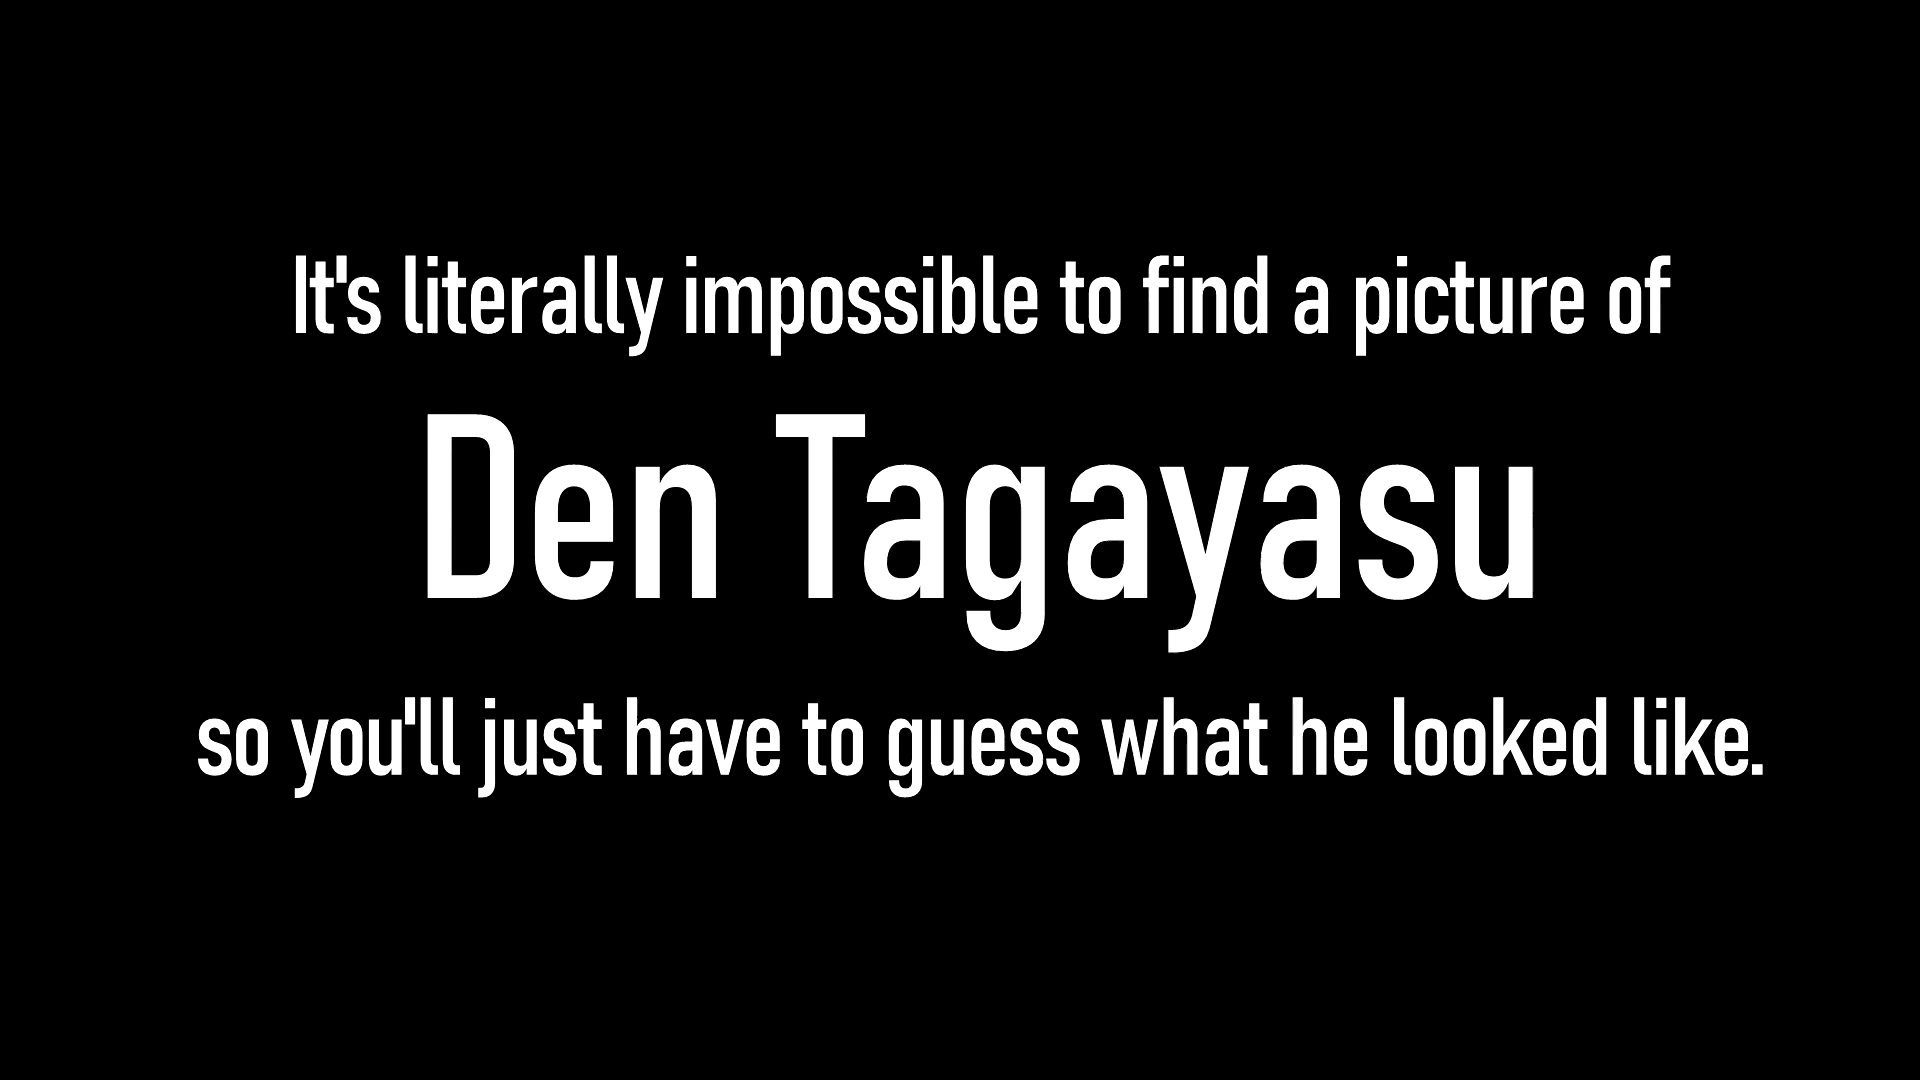 It's literally impossible to find a picture of
Den Tagayasu
so you'll just have to guess what he looked like.